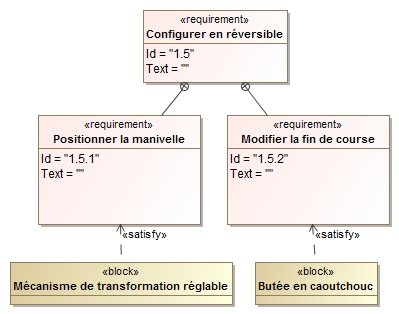 «requirement»
Configurer en réversible
Id = "1.5"
Text = ""
«requirement»
Positionner la manivelle
Id = "1.5.1"
Text = ""
«requirement»
Modifier la fin de course
Id = "1.5.2"
Text = ""
«satisfy»
«satisfy»
«block»
Mécanisme de transformation réglable
«block»
Butée en caoutchouc